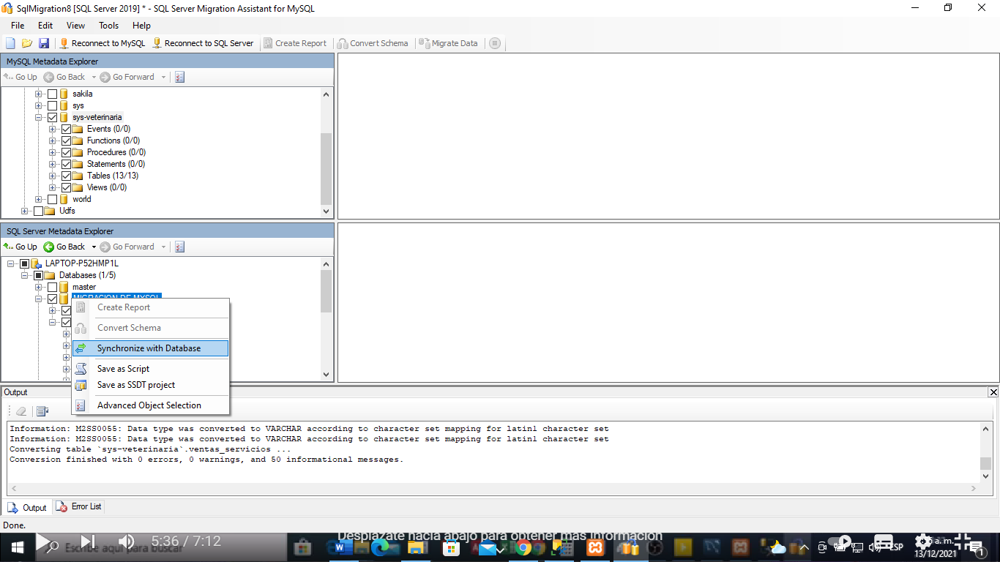 SqlMigration8 [SQL Server 2019] * - SQL Server Migration Assistant for MySQL
File Edit View Tools Help
Reconnect to MySQL Reconnect to SQL Server Create Report Convert Schema Migrate Data
MySQL Metadata Explorer
Go Up Go Back Go Forward
sakila
sys
sys-veterinaria
Events (0/0)
Functions (0/0)
Procedures (0/0)
Statements (0/0)
Tables (13/13)
Views (0/0)
world
Udfs
SQL Server Metadata Explorer
Go Up Go Back Go Forward
LAPTOP-P52HMP1L
Databases (1/5)
master
MIGRACION DE MYSQL
Create Report
Convert Schema
Synchronize with Database
Save as Script
Save as SSDT project
Advanced Object Selection
Output
Information: M2SS0055: Data type was converted to VARCHAR according to character set mapping for latin1 character set
Information: M2SS0055: Data type was converted to VARCHAR according to character set mapping for latin1 character set
Converting table `sys-veterinaria`.ventas_servicios ...
Conversion finished with 0 errors, 0 warnings, and 50 informational messages.
Output Error List
Done.
Desplázate hacia abajo para obtener más información
Escribe aquí para buscar
5:36 / 7:12
ESP
a. m.
13/12/2021
1